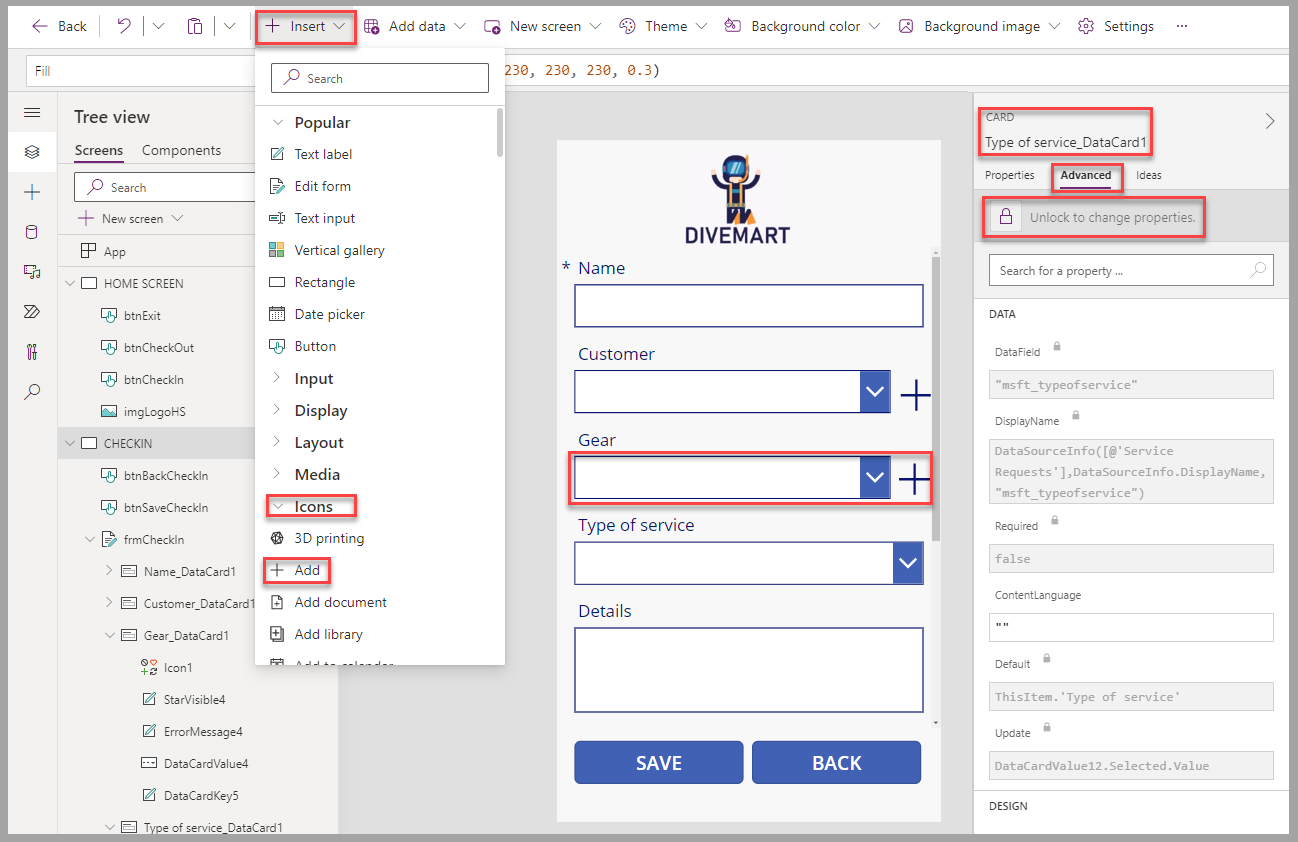 Back
Insert
Add data
New screen
Theme
Background color
Background image
Settings
Fill
230, 230, 230, 0.3)
Tree view
Screens
Components
Search
New screen
App
HOME SCREEN
btnExit
btnCheckOut
btnCheckIn
imgLogoHS
CHECKIN
btnBackCheckIn
btnSaveCheckIn
frmCheckIn
Name_DataCard1
Customer_DataCard1
Gear_DataCard1
Icon1
StarVisible4
ErrorMessage4
DataCardValue4
DataCardKey5
Type of service_DataCard1
Search
Popular
Text label
Edit form
Text input
Vertical gallery
Rectangle
Date picker
Button
Input
Display
Layout
Media
Icons
3D printing
Add
Add document
Add library
Add to calendar
DIVEMART
* Name
Customer
Gear
Type of service
Details
SAVE
BACK
CARD
Type of service_DataCard1
Properties
Advanced
Ideas
Unlock to change properties.
Search for a property ...
DATA
DataField
"msft_typeofservice"
DisplayName
DataSourceInfo([@'Service
Requests'],DataSourceInfo.DisplayName,
"msft_typeofservice")
Required
false
ContentLanguage
""
Default
ThisItem.'Type of service'
Update
DataCardValue12.Selected.Value
DESIGN